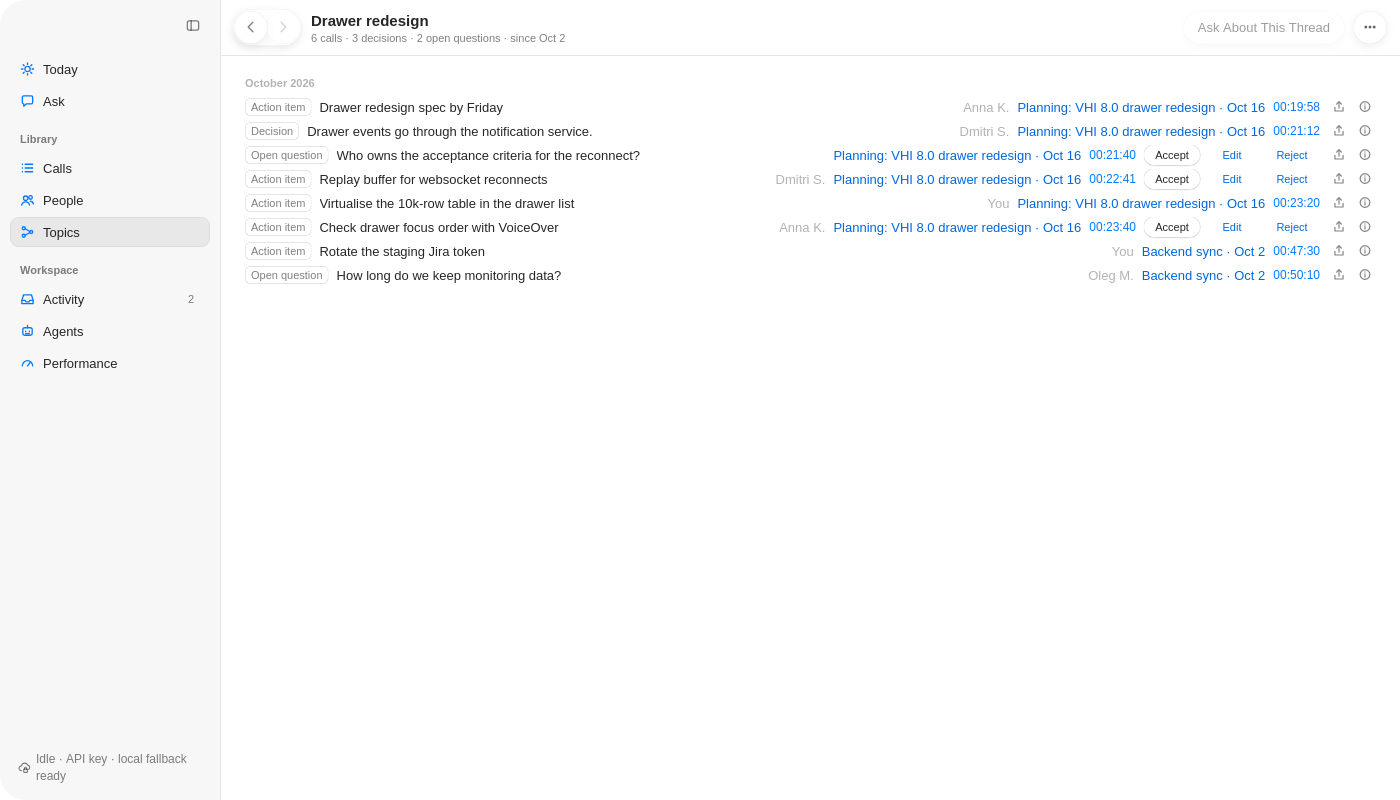 Drawer redesign
6 calls · 3 decisions · 2 open questions · since Oct 2
Ask About This Thread
Today
Ask
Library
Calls
People
Topics
Workspace
Activity 2
Agents
Performance
Idle · API key · local fallback
ready
October 2026
Action item Drawer redesign spec by Friday Anna K. Planning: VHI 8.0 drawer redesign · Oct 16 00:19:58
Decision Drawer events go through the notification service. Dmitri S. Planning: VHI 8.0 drawer redesign · Oct 16 00:21:12
Open question Who owns the acceptance criteria for the reconnect? Planning: VHI 8.0 drawer redesign · Oct 16 00:21:40 Accept Edit Reject
Action item Replay buffer for websocket reconnects Dmitri S. Planning: VHI 8.0 drawer redesign · Oct 16 00:22:41 Accept Edit Reject
Action item Virtualise the 10k-row table in the drawer list You Planning: VHI 8.0 drawer redesign · Oct 16 00:23:20
Action item Check drawer focus order with VoiceOver Anna K. Planning: VHI 8.0 drawer redesign · Oct 16 00:23:40 Accept Edit Reject
Action item Rotate the staging Jira token You Backend sync · Oct 2 00:47:30
Open question How long do we keep monitoring data? Oleg M. Backend sync · Oct 2 00:50:10